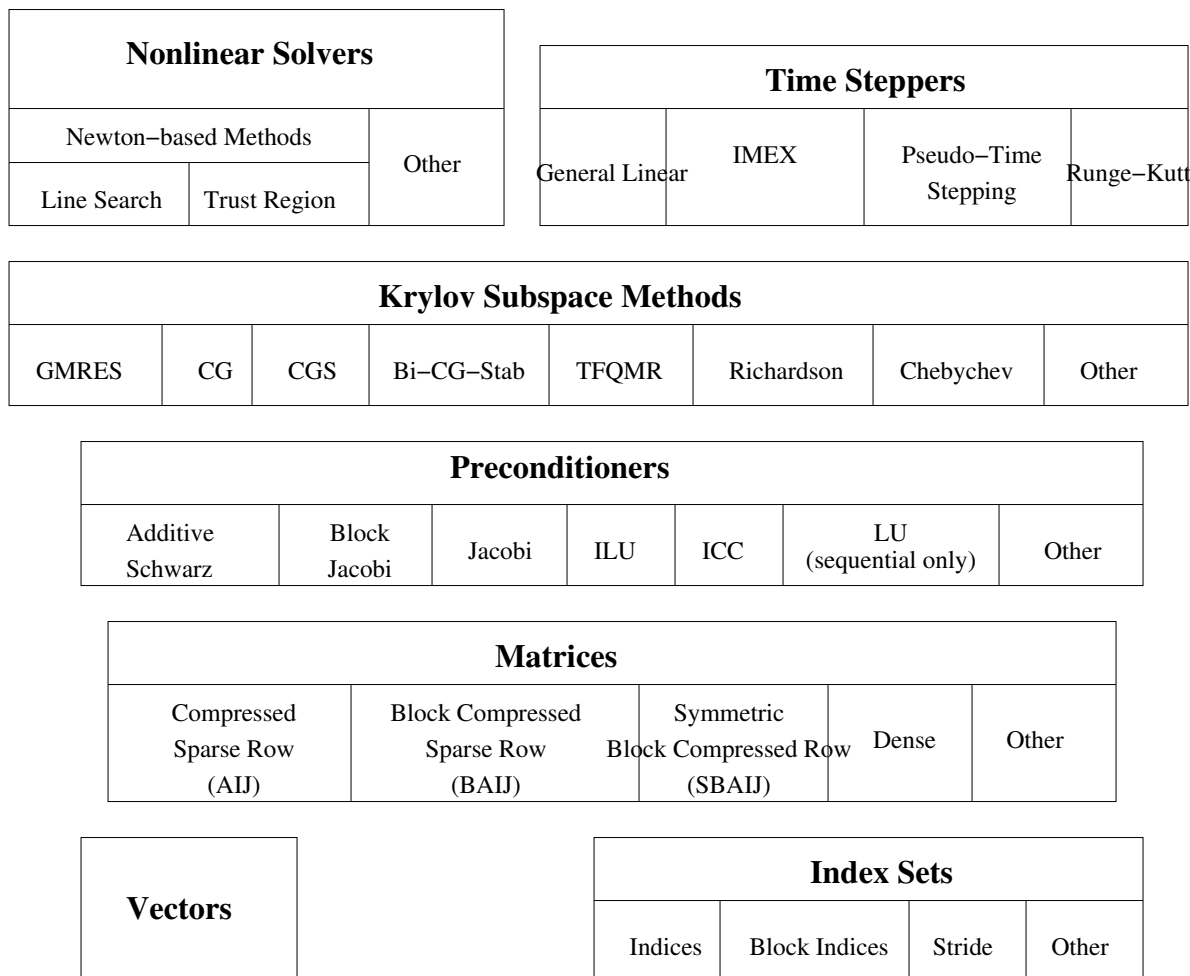 Nonlinear Solvers
Newton−based Methods
Line Search
Trust Region
Other
Time Steppers
General Linear
IMEX
Pseudo−Time
Stepping
Runge−Kutt
Krylov Subspace Methods
GMRES
CG
CGS
Bi−CG−Stab
TFQMR
Richardson
Chebychev
Other
Preconditioners
Additive
Schwarz
Block
Jacobi
Jacobi
ILU
ICC
LU
(sequential only)
Other
Matrices
Compressed
Sparse Row
(AIJ)
Block Compressed
Sparse Row
(BAIJ)
Symmetric
Block Compressed Row
(SBAIJ)
Dense
Other
Vectors
Index Sets
Indices
Block Indices
Stride
Other